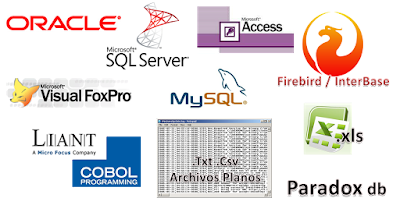 ORACLE
Microsoft
SQL Server
Microsoft
Access
Firebird / InterBase
Microsoft
Visual FoxPro
MySQL
.xls
LIANT
A Micro Focus Company
COBOL
PROGRAMMING
.Txt .Csv
Archivos Planos
Paradox db